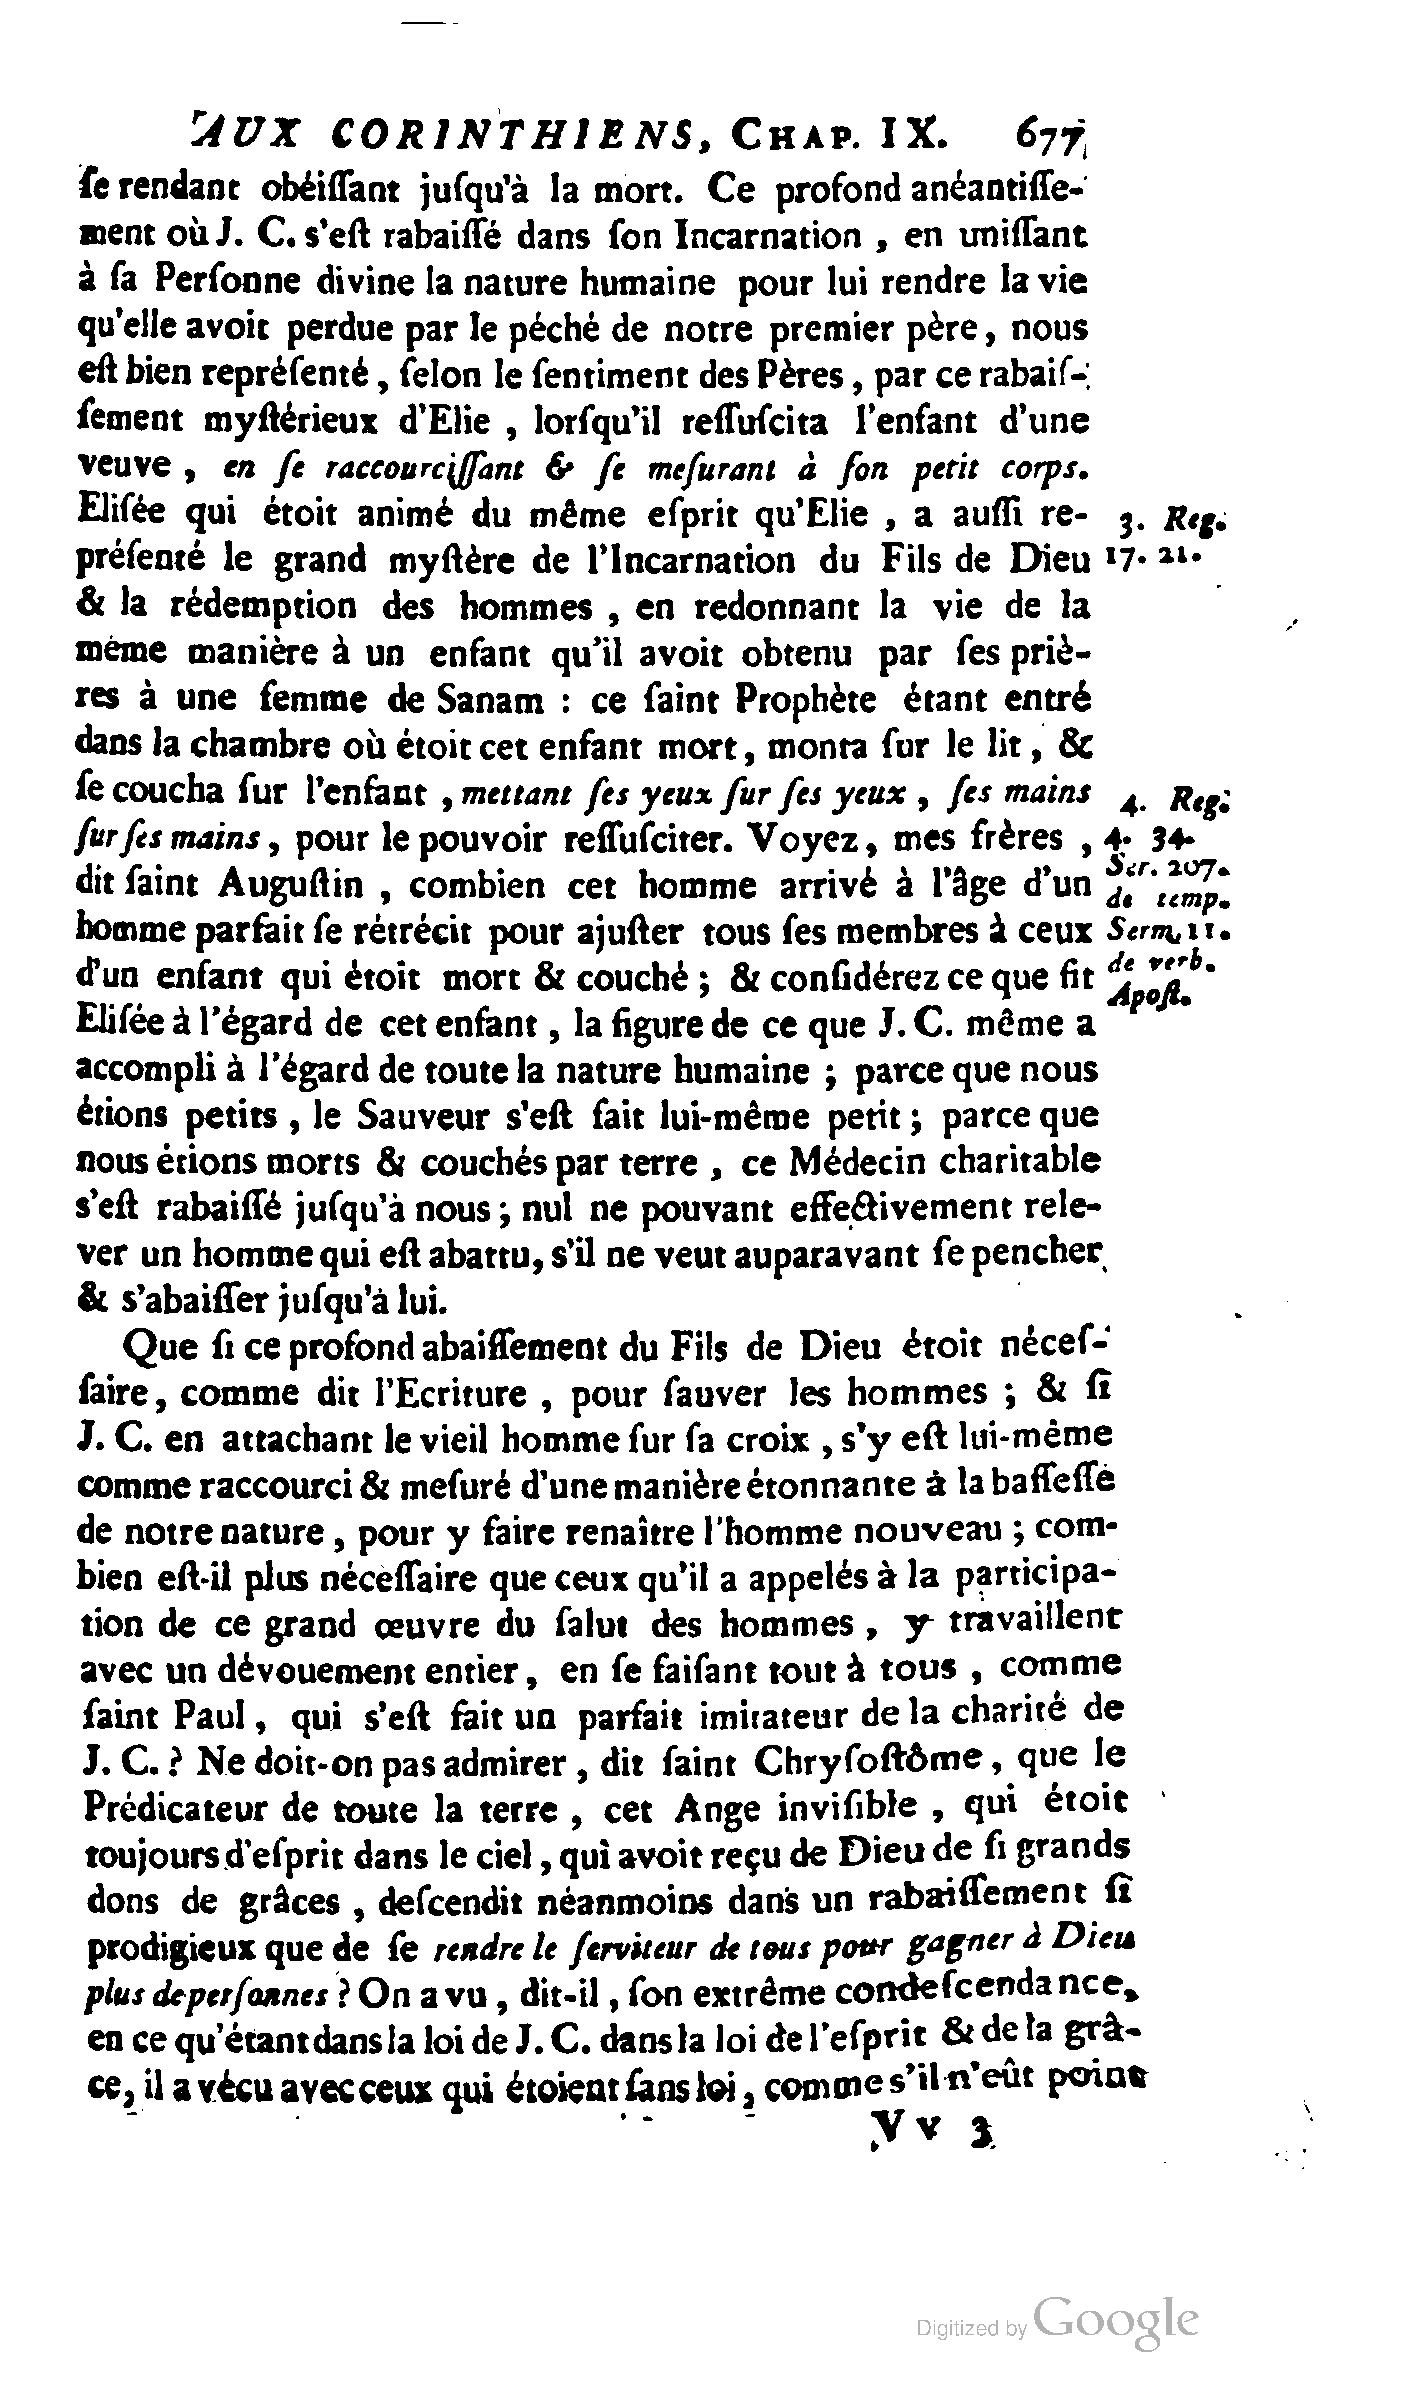 AUX CORINTHIENS, CHAP. IX. 677
ſe rendant obéiſſant juſqu'à la mort. Ce profond anéantiſſe-
ment où J. C. s'eſt rabaiſſé dans ſon Incarnation , en uniſſant
à ſa Perſonne divine la nature humaine pour lui rendre la vie
qu'elle avoit perdue par le péché de notre premier père, nous
eſt bien repréſenté , ſelon le ſentiment des Pères , par ce rabaiſ-
ſement myſtérieux d'Elie , lorſqu'il reſſuſcita l'enfant d'une
veuve , en ſe raccourciſſant & ſe meſurant à ſon petit corps.
Eliſée qui étoit animé du même eſprit qu'Elie , a auſſi re- 3. Reg.
préſenté le grand myſtère de l'Incarnation du Fils de Dieu 17. 21.
& la rédemption des hommes , en redonnant la vie de la
même manière à un enfant qu'il avoit obtenu par ſes priè-
res à une femme de Sanam : ce ſaint Prophète étant entré
dans la chambre où étoit cet enfant mort, monta ſur le lit , &
ſe coucha ſur l'enfant , mettant ſes yeux ſur ſes yeux , ſes mains 4. Reg.
ſur ſes mains, pour le pouvoir reſſuſciter. Voyez, mes frères , 4. 34.
dit ſaint Auguſtin , combien cet homme arrivé à l'âge d'un Ser. 207. de temp.
homme parfait ſe rétrécit pour ajuſter tous ſes membres à ceux Serm. 11.
d'un enfant qui étoit mort & couché ; & conſidérez ce que fit de verb.
Eliſée à l'égard de cet enfant , la figure de ce que J. C. même a Apoſt.
accompli à l'égard de toute la nature humaine ; parce que nous
étions petits , le Sauveur s'eſt fait lui-même petit ; parce que
nous étions morts & couchés par terre , ce Médecin charitable
s'eſt rabaiſſé juſqu'à nous ; nul ne pouvant effectivement rele-
ver un homme qui eſt abattu, s'il ne veut auparavant ſe pencher
& s'abaiſſer juſqu'à lui.
Que ſi ce profond abaiſſement du Fils de Dieu étoit néceſ-
ſaire, comme dit l'Ecriture , pour ſauver les hommes ; & ſi
J. C. en attachant le vieil homme ſur ſa croix , s'y eſt lui-même
comme raccourci & meſuré d'une manière étonnante à la baſſeſſe
de notre nature , pour y faire renaître l'homme nouveau ; com-
bien eſt-il plus néceſſaire que ceux qu'il a appelés à la participa-
tion de ce grand œuvre du ſalut des hommes , y travaillent
avec un dévouement entier, en ſe faiſant tout à tous , comme
ſaint Paul , qui s'eſt fait un parfait imitateur de la charité de
J. C. ? Ne doit-on pas admirer , dit ſaint Chryſoſtôme, que le
Prédicateur de toute la terre , cet Ange inviſible , qui étoit
toujours d'eſprit dans le ciel , qui avoit reçu de Dieu de ſi grands
dons de grâces , deſcendit néanmoins dans un rabaiſſement ſi
prodigieux que de ſe rendre le ſerviteur de tous pour gagner à Dieu
plus de perſonnes ? On a vu , dit-il , ſon extrême condeſcendance,
en ce qu'étant dans la loi de J. C. dans la loi de l'eſprit & de la grâ-
ce, il a vécu avec ceux qui étoient ſans loi , comme s'il n'eût point
V v 3
Digitized by Google